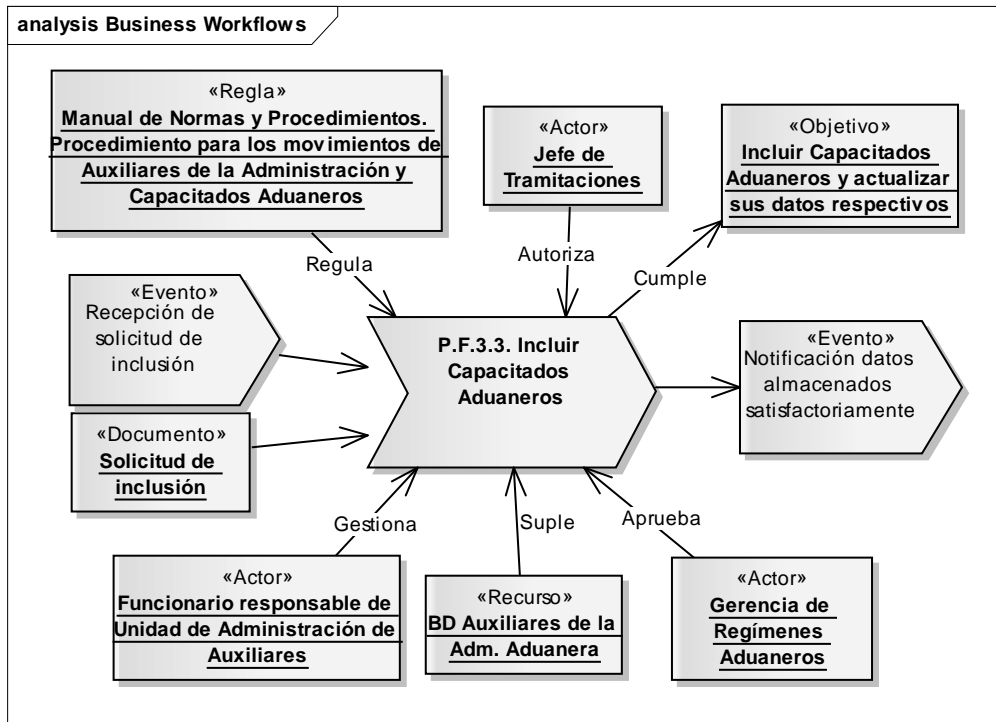 analysis Business Workflows
«Regla»
Manual de Normas y Procedimientos.
Procedimiento para los movimientos de
Auxiliares de la Administración y
Capacitados Aduaneros
«Actor»
Jefe de
Tramitaciones
«Objetivo»
Incluir Capacitados
Aduaneros y actualizar
sus datos respectivos
Regula
Autoriza
Cumple
«Evento»
Recepción de
solicitud de
inclusión
P.F.3.3. Incluir
Capacitados
Aduaneros
«Evento»
Notificación datos
almacenados
satisfactoriamente
«Documento»
Solicitud de
inclusión
Gestiona
Suple
Aprueba
«Actor»
Funcionario responsable de
Unidad de Administración de
Auxiliares
«Recurso»
BD Auxiliares de la
Adm. Aduanera
«Actor»
Gerencia de
Regímenes
Aduaneros